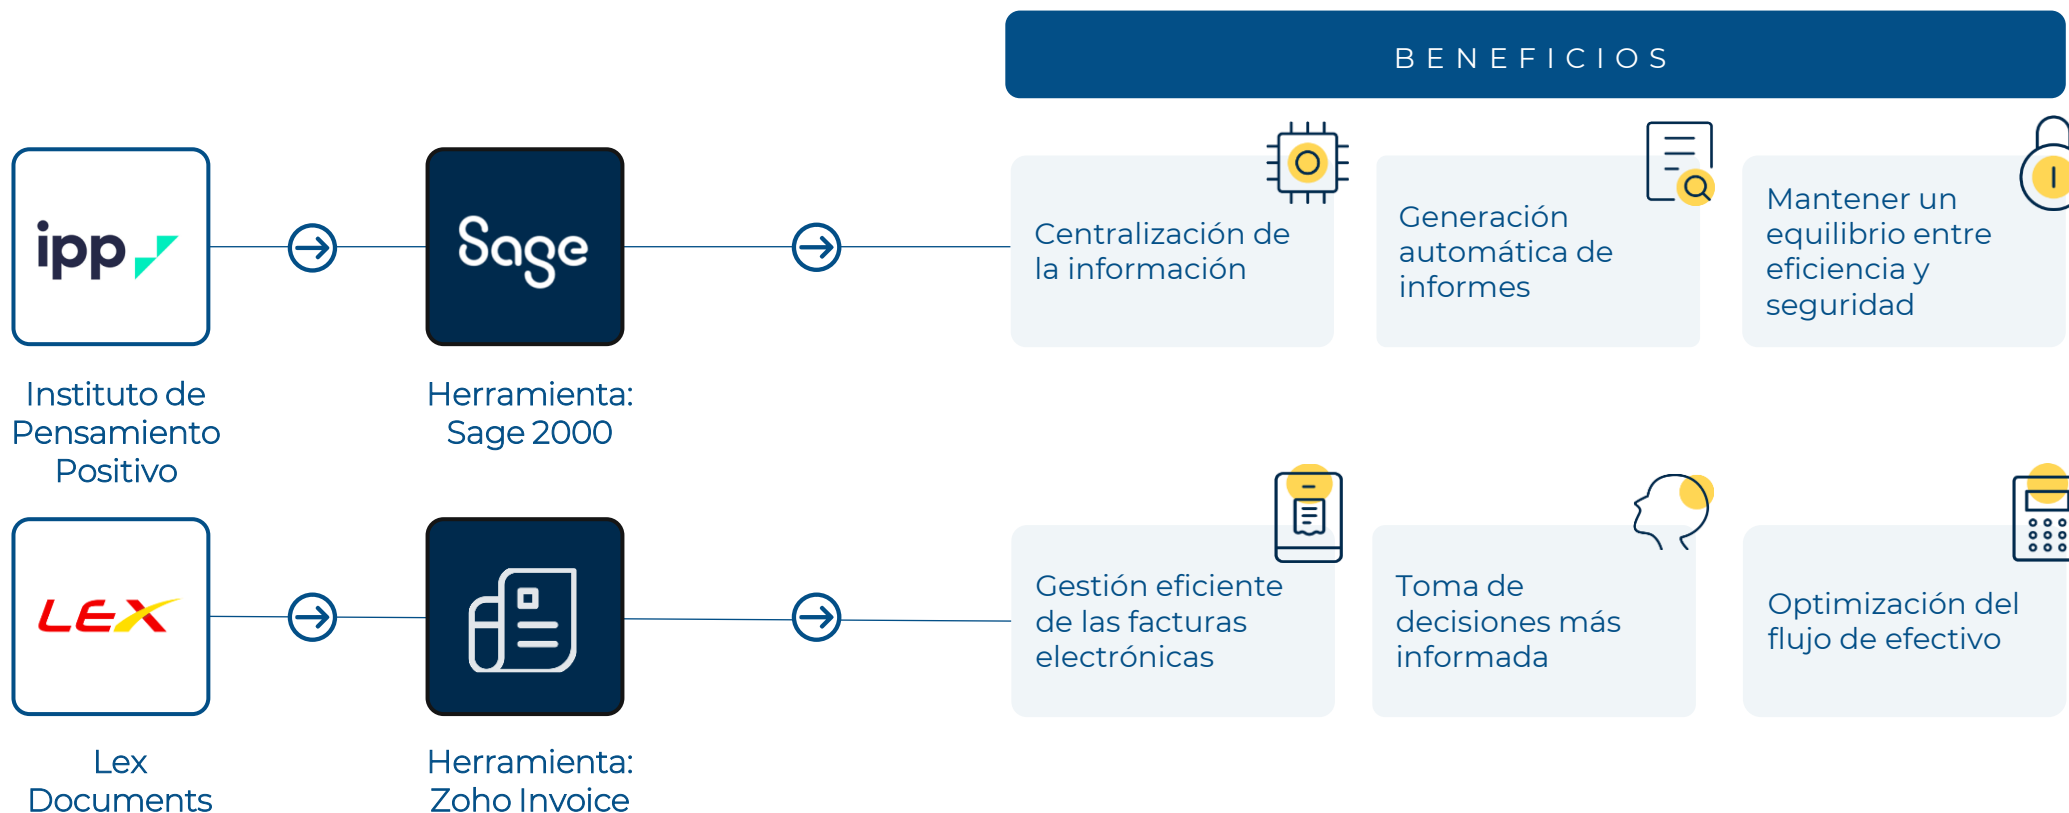 BENEFICIOS
ipp
Sage
Centralización de
la información
Generación
automática de
informes
Mantener un
equilibrio entre
eficiencia y
seguridad
Instituto de
Pensamiento
Positivo
Herramienta:
Sage 2000
LEX
Gestión eficiente
de las facturas
electrónicas
Toma de
decisiones más
informada
Optimización del
flujo de efectivo
Lex
Documents
Herramienta:
Zoho Invoice